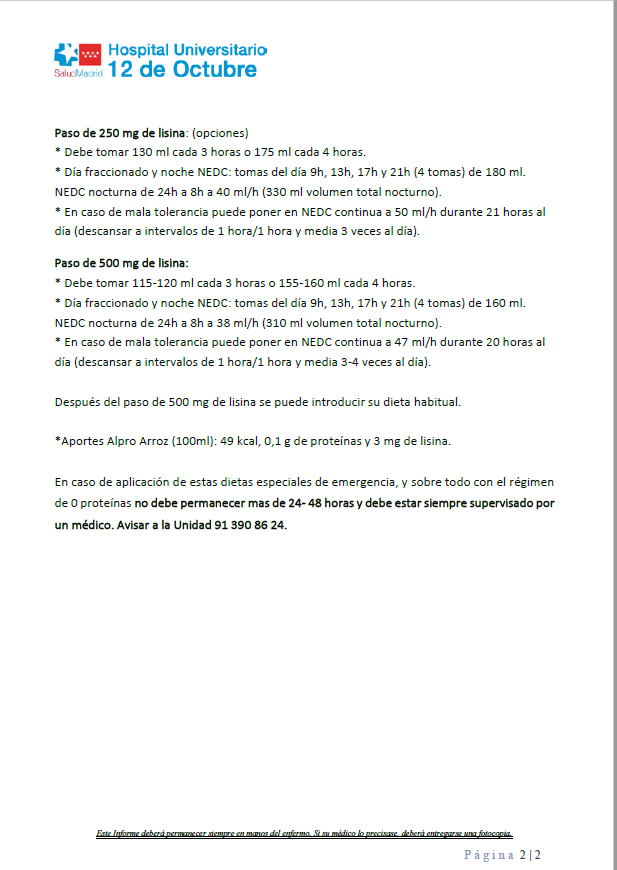 Hospital Universitario
SaludMadrid 12 de Octubre
Paso de 250 mg de lisina: (opciones)
* Debe tomar 130 ml cada 3 horas o 175 ml cada 4 horas.
* Día fraccionado y noche NEDC: tomas del día 9h, 13h, 17h y 21h (4 tomas) de 180 ml.
NEDC nocturna de 24h a 8h a 40 ml/h (330 ml volumen total nocturno).
* En caso de mala tolerancia puede poner en NEDC continua a 50 ml/h durante 21 horas al
día (descansar a intervalos de 1 hora/1 hora y media 3 veces al día).
Paso de 500 mg de lisina:
* Debe tomar 115-120 ml cada 3 horas o 155-160 ml cada 4 horas.
* Día fraccionado y noche NEDC: tomas del día 9h, 13h, 17h y 21h (4 tomas) de 160 ml.
NEDC nocturna de 24h a 8h a 38 ml/h (310 ml volumen total nocturno).
* En caso de mala tolerancia puede poner en NEDC continua a 47 ml/h durante 20 horas al
día (descansar a intervalos de 1 hora/1 hora y media 3-4 veces al día).
Después del paso de 500 mg de lisina se puede introducir su dieta habitual.
*Aportes Alpro Arroz (100ml): 49 kcal, 0,1 g de proteínas y 3 mg de lisina.
En caso de aplicación de estas dietas especiales de emergencia, y sobre todo con el régimen
de 0 proteínas no debe permanecer mas de 24- 48 horas y debe estar siempre supervisado por
un médico. Avisar a la Unidad 91 390 86 24.
Este Informe deberá permanecer siempre en manos del enfermo. Si su médico lo precisase, deberá entregarse una fotocopia.
Página 2|2